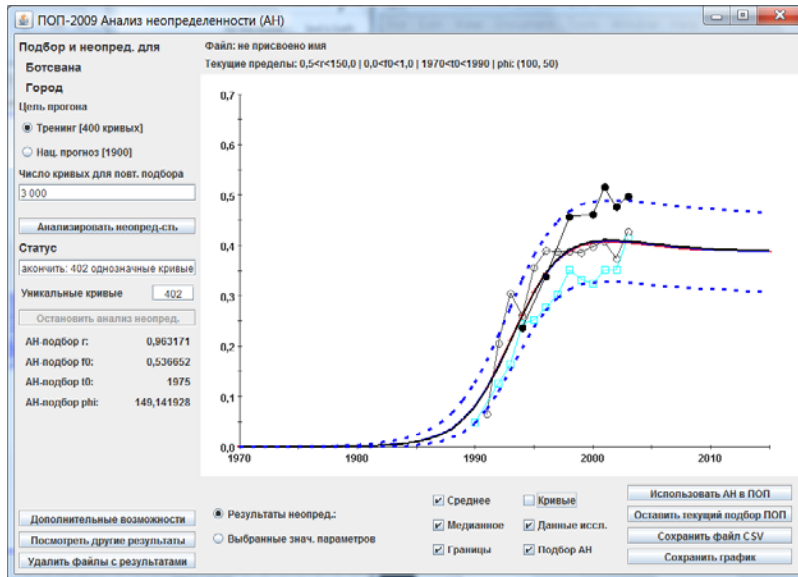 ПОП-2009 Анализ неопределенности (АН)
Подбор и неопред. для
Ботсвана
Город
Цель прогона
Тренинг [400 кривых]
Нац. прогноз [1900]
Число кривых для повт. подбора
3 000
Анализировать неопред-сть
Статус
акончить: 402 однозначные кривые
Уникальные кривые 402
Остановить анализ неопред.
АН-подбор r: 0,963171
АН-подбор f0: 0,536652
АН-подбор t0: 1975
АН-подбор phi: 149,141928
Дополнительные возможности
Посмотреть другие результаты
Удалить файлы с результатами
Файл: не присвоено имя
Текущие пределы: 0,5<r<150,0 | 0,0<f0<1,0 | 1970<t0<1990 | phi: (100, 50)
0,7
0,6
0,5
0,4
0,3
0,2
0,1
0,0
1970 1980 1990 2000 2010
Результаты неопред.:
Выбранные знач. параметров
Среднее Кривые
Медианное Данные иссл.
Границы Подбор АН
Использовать АН в ПОП
Оставить текущий подбор ПОП
Сохранить файл CSV
Сохранить график